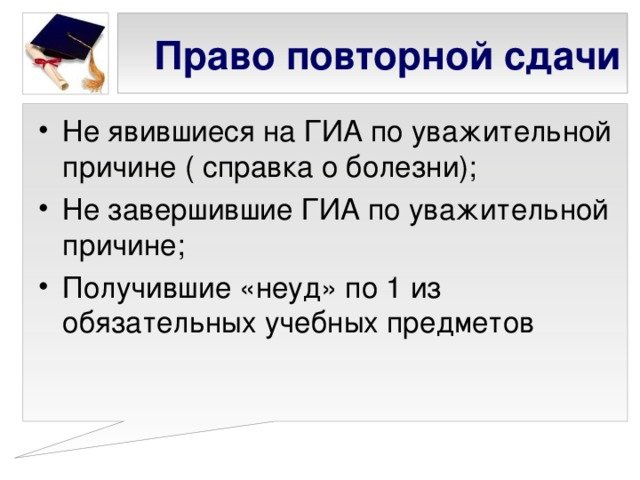 Право повторной сдачи
• Не явившиеся на ГИА по уважительной
причине ( справка о болезни);
• Не завершившие ГИА по уважительной
причине;
• Получившие «неуд» по 1 из
обязательных учебных предметов